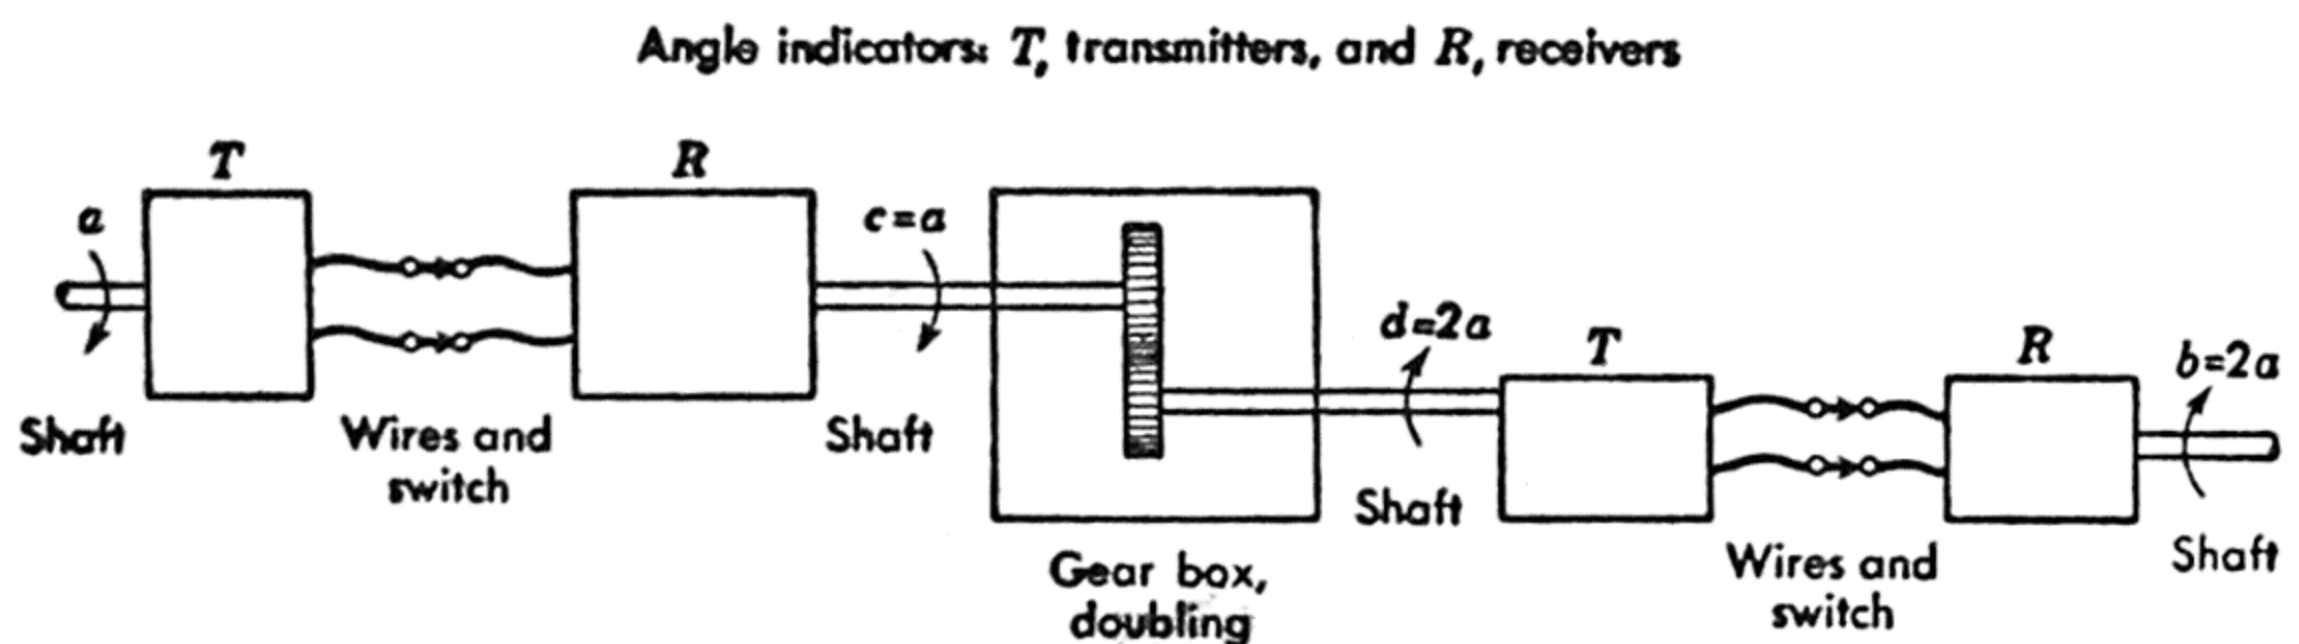 Angle indicators: T, transmitters, and R, receivers
T
R
a
c=a
d=2a
T
R
b=2a
Shaft
Wires and
switch
Shaft
Shaft
Wires and
switch
Shaft
Gear box,
doubling